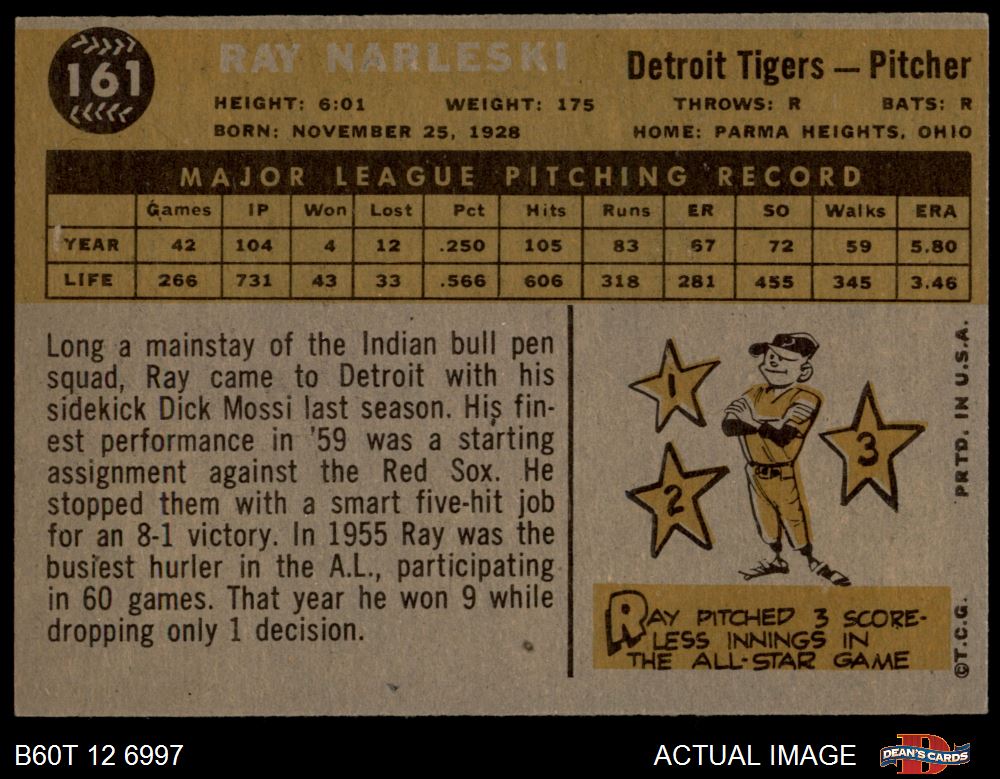 161
RAY NARLESKI
Detroit Tigers — Pitcher
HEIGHT: 6:01 WEIGHT: 175 THROWS: R BATS: R
BORN: NOVEMBER 25, 1928 HOME: PARMA HEIGHTS, OHIO
MAJOR LEAGUE PITCHING RECORD
Games IP Won Lost Pct Hits Runs ER SO Walks ERA
YEAR 42 104 4 12 .250 105 83 67 72 59 5.80
LIFE 266 731 43 33 .566 606 318 281 455 345 3.46
Long a mainstay of the Indian bull pen
squad, Ray came to Detroit with his
sidekick Dick Mossi last season. His fin-
est performance in '59 was a starting
assignment against the Red Sox. He
stopped them with a smart five-hit job
for an 8-1 victory. In 1955 Ray was the
busiest hurler in the A.L., participating
in 60 games. That year he won 9 while
dropping only 1 decision.
1
2
3
RAY PITCHED 3 SCORE-
LESS INNINGS IN
THE ALL-STAR GAME
©T.C.G. PRTD. IN U.S.A.
B60T 12 6997
ACTUAL IMAGE
D
DEAN'S CARDS